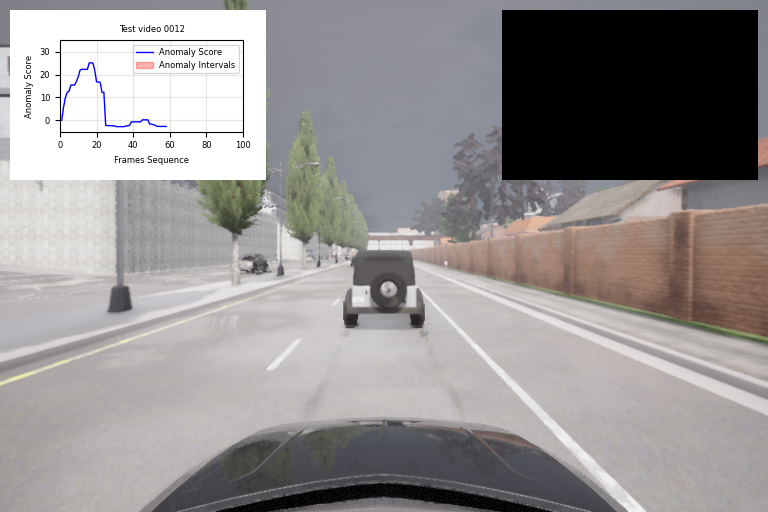 Test video 0012
Anomaly Score
Anomaly Intervals
Anomaly Score
30
20
10
0
0 20 40 60 80 100
Frames Sequence